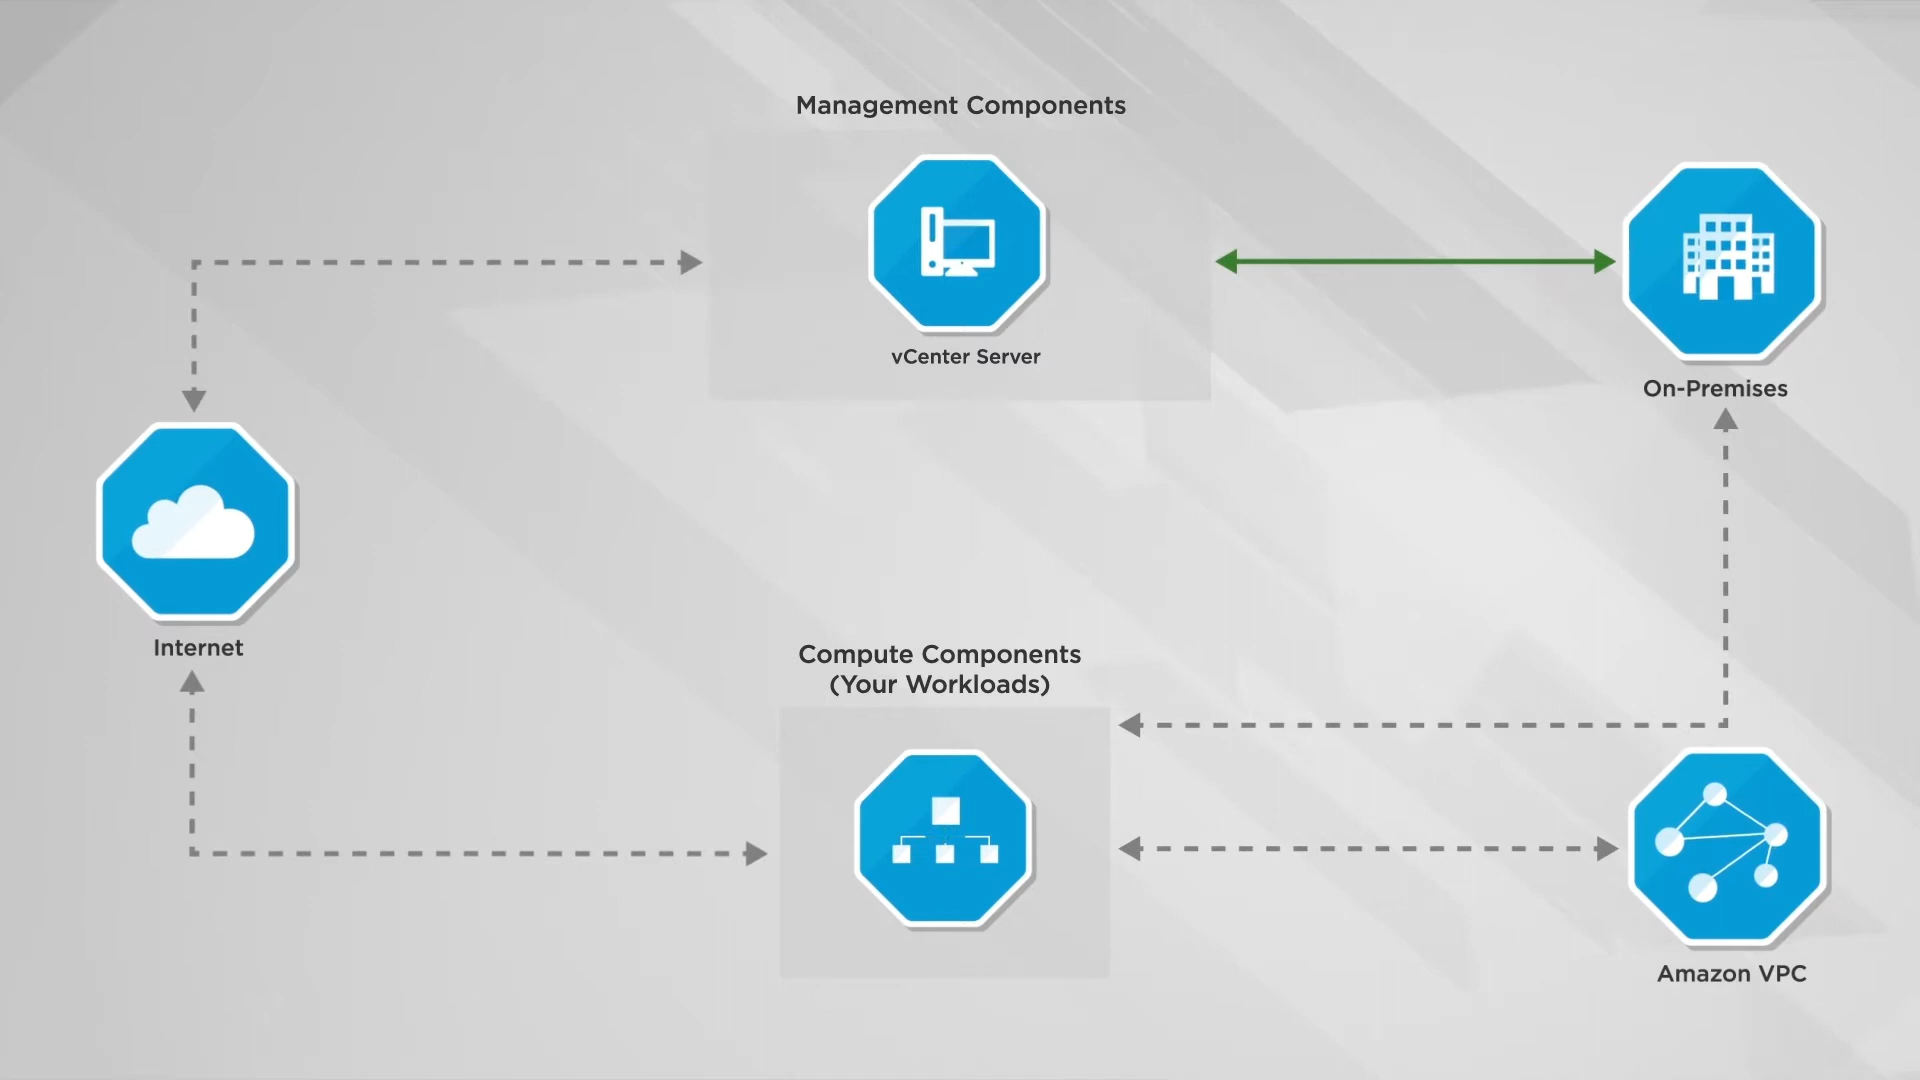 Management Components
vCenter Server
On-Premises
Internet
Compute Components
(Your Workloads)
Amazon VPC